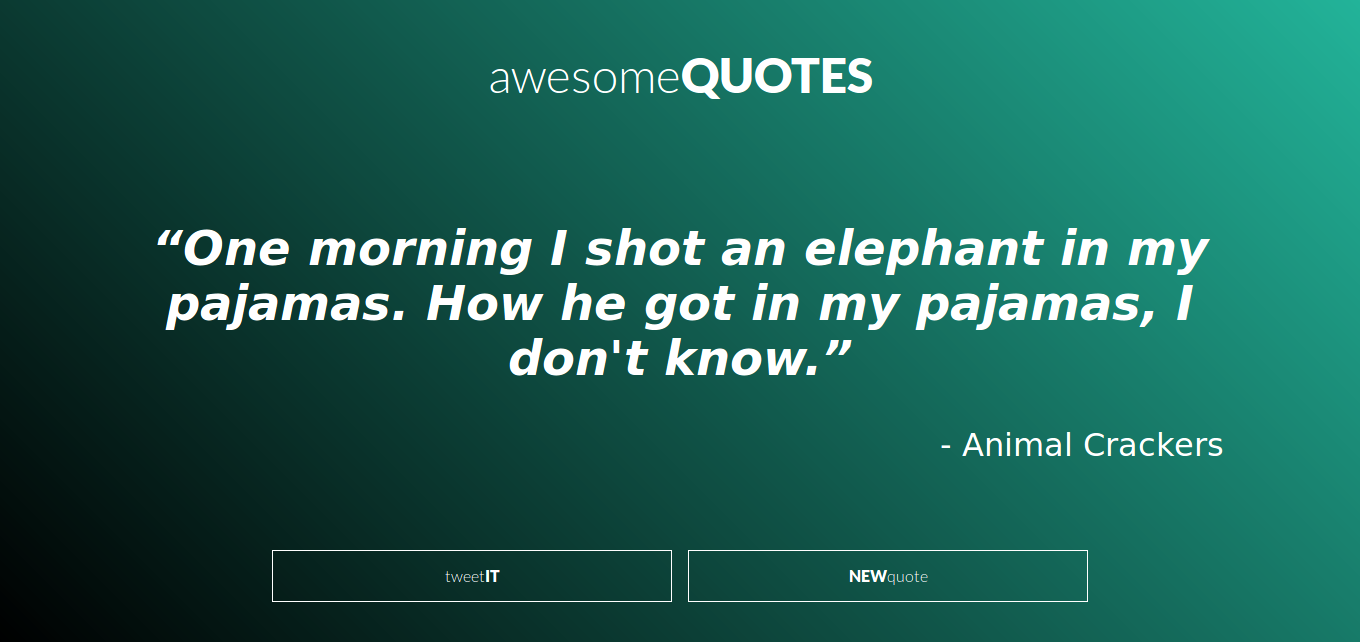 awesomeQUOTES
“One morning I shot an elephant in my
pajamas. How he got in my pajamas, I
don't know.”
- Animal Crackers
tweetIT
NEWquote